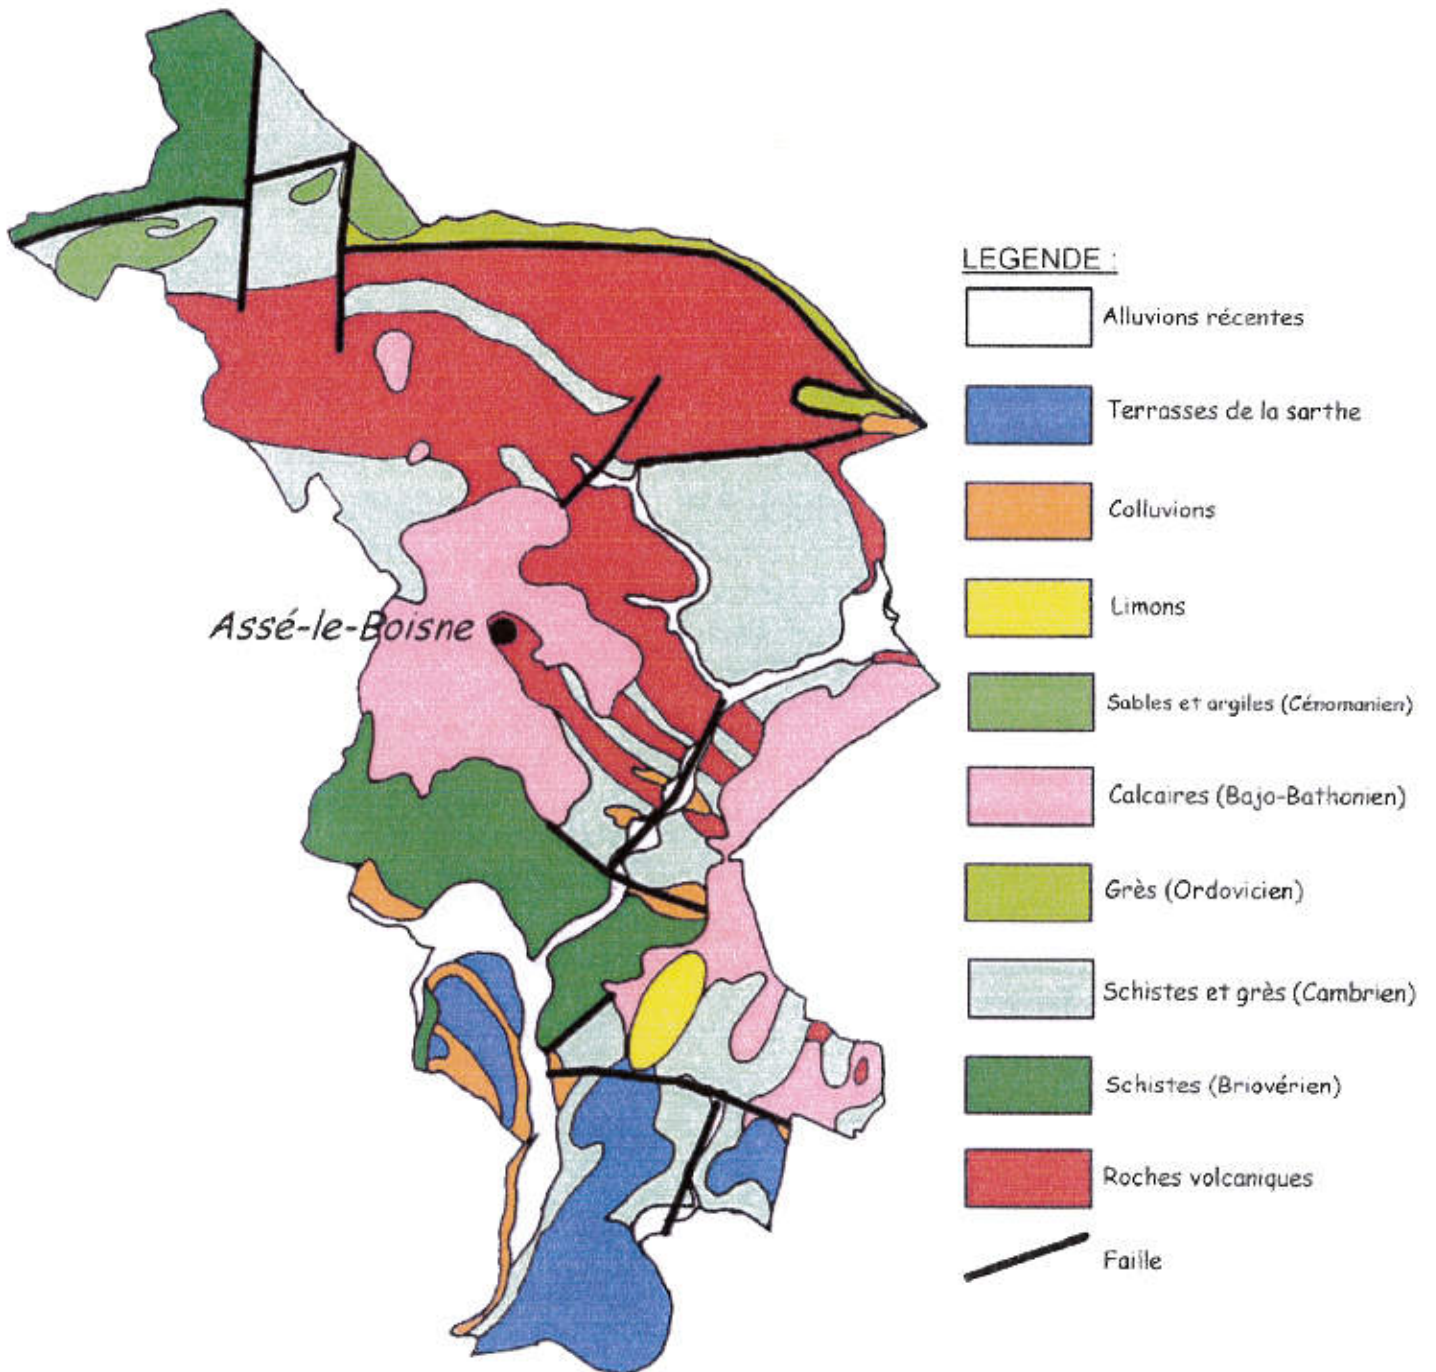 LEGENDE :
Alluvions récentes
Terrasses de la sarthe
Colluvions
Limons
Sables et argiles (Cénomanien)
Calcaires (Bajo-Bathonien)
Grès (Ordovicien)
Schistes et grès (Cambrien)
Schistes (Briovérien)
Roches volcaniques
Faille
Assé-le-Boisne